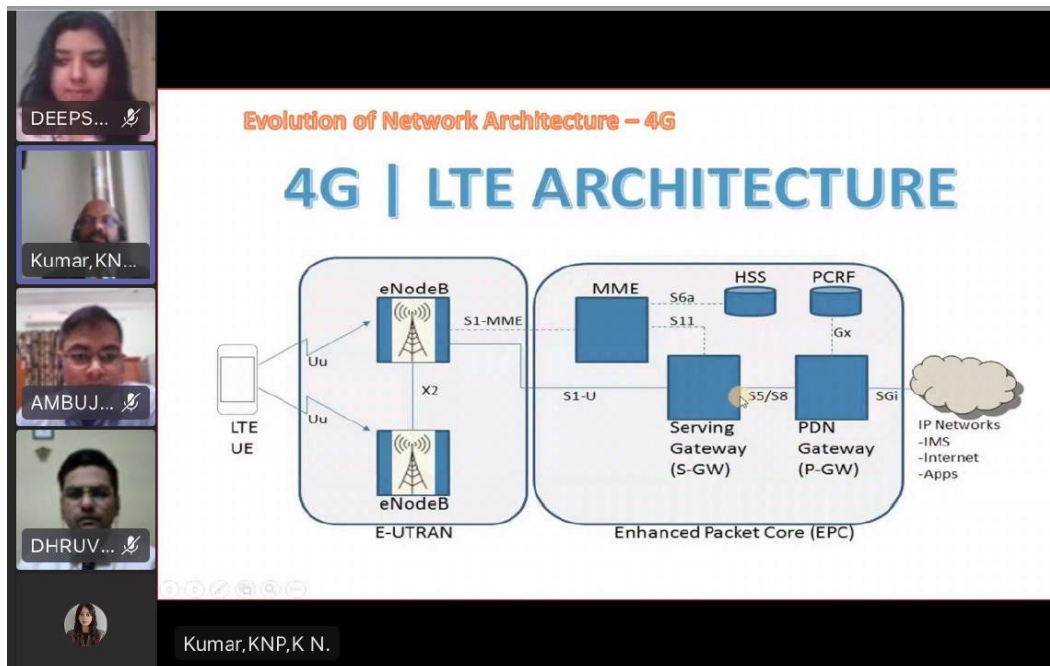 DEEPS...
Kumar,KN...
AMBUJ...
DHRUV...
Evolution of Network Architecture – 4G
4G | LTE ARCHITECTURE
eNodeB
MME
HSS
PCRF
S6a
S1-MME
S11
Gx
Uu
X2
S1-U
S5/S8
SGi
Uu
LTE
UE
Serving
Gateway
(S-GW)
PDN
Gateway
(P-GW)
IP Networks
-IMS
-Internet
-Apps
eNodeB
E-UTRAN
Enhanced Packet Core (EPC)
Kumar,KNP,K N.